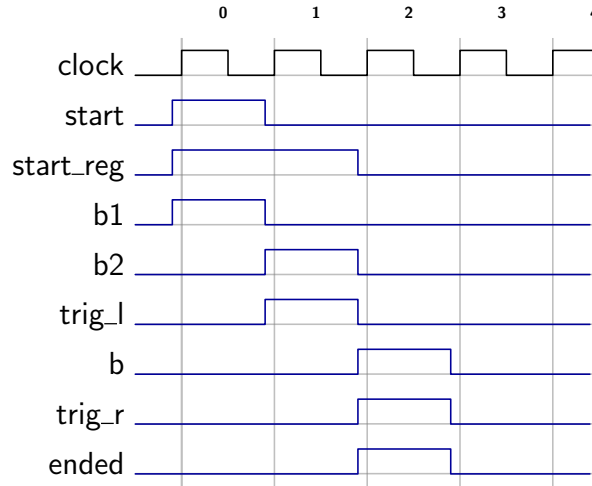 0 1 2 3 4
clock
start
start_reg
b1
b2
trig_l
b
trig_r
ended